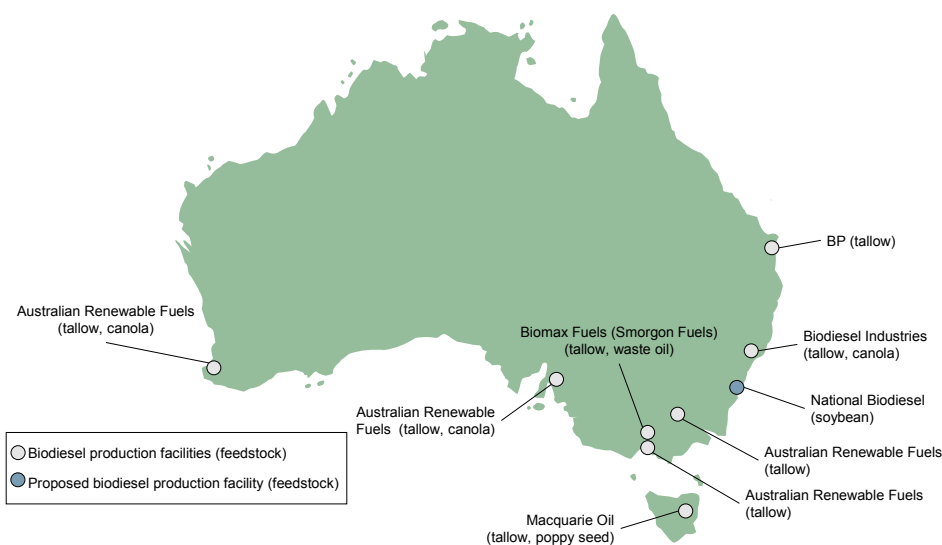 BP (tallow)
Australian Renewable Fuels
(tallow, canola)
Biomax Fuels (Smorgon Fuels)
(tallow, waste oil)
Biodiesel Industries
(tallow, canola)
National Biodiesel
(soybean)
Australian Renewable
Fuels (tallow, canola)
Australian Renewable Fuels
(tallow)
Australian Renewable Fuels
(tallow)
Macquarie Oil
(tallow, poppy seed)
Biodiesel production facilities (feedstock)
Proposed biodiesel production facility (feedstock)